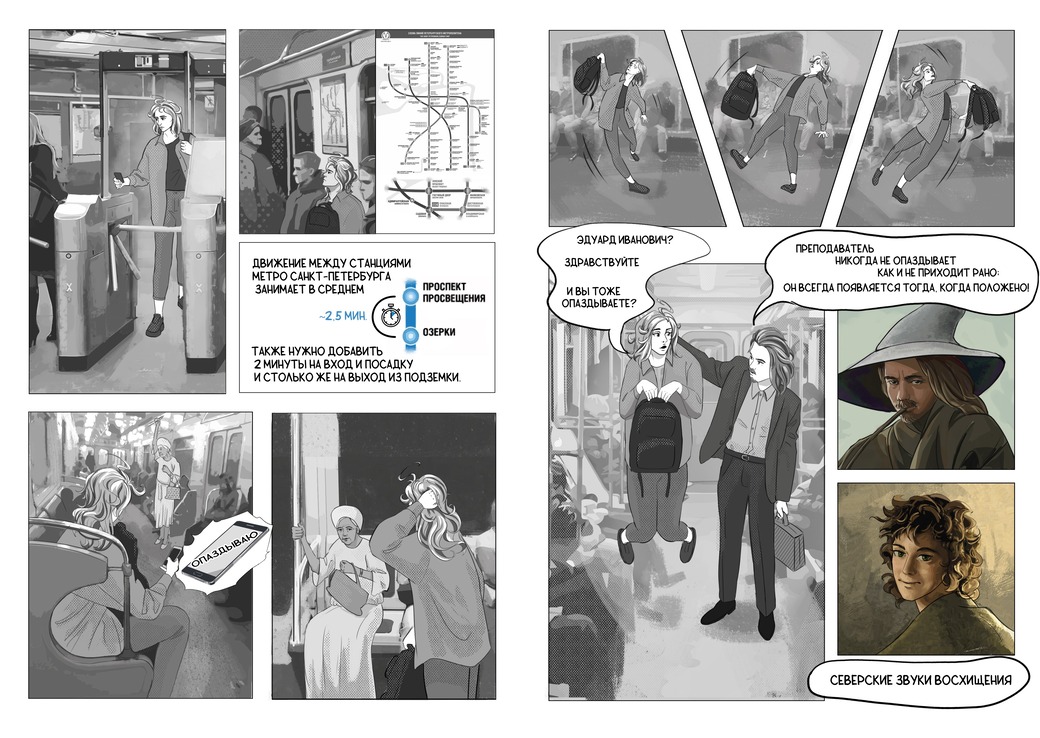 ДВИЖЕНИЕ МЕЖДУ СТАНЦИЯМИ
МЕТРО САНКТ-ПЕТЕРБУРГА
ЗАНИМАЕТ В СРЕДНЕМ
~2,5 МИН.
ПРОСПЕКТ
ПРОСВЕЩЕНИЯ
ОЗЕРКИ
ТАКЖЕ НУЖНО ДОБАВИТЬ
2 МИНУТЫ НА ВХОД И ПОСАДКУ
И СТОЛЬКО ЖЕ НА ВЫХОД ИЗ ПОДЗЕМКИ.
ОПАЗДЫВАЮ
ЭДУАРД ИВАНОВИЧ?
ЗДРАВСТВУЙТЕ
И ВЫ ТОЖЕ
ОПАЗДЫВАЕТЕ?
ПРЕПОДАВАТЕЛЬ
НИКОГДА НЕ ОПАЗДЫВАЕТ
КАК И НЕ ПРИХОДИТ РАНО:
ОН ВСЕГДА ПОЯВЛЯЕТСЯ ТОГДА, КОГДА ПОЛОЖЕНО!
СЕВЕРСКИЕ ЗВУКИ ВОСХИЩЕНИЯ